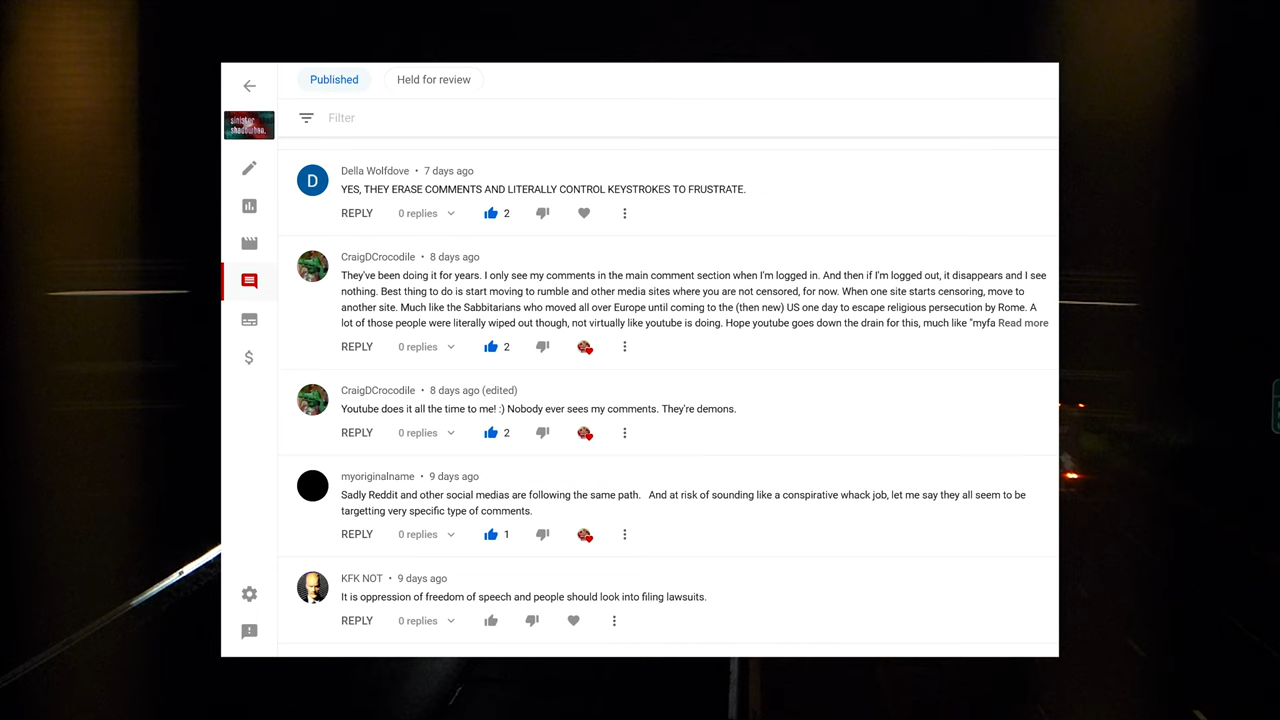 Published
Held for review
Filter
sinister
shadowban.
D
Della Wolfdove • 7 days ago
YES, THEY ERASE COMMENTS AND LITERALLY CONTROL KEYSTROKES TO FRUSTRATE.
REPLY 0 replies 2
CraigDCrocodile • 8 days ago
They've been doing it for years. I only see my comments in the main comment section when I'm logged in. And then if I'm logged out, it disappears and I see
nothing. Best thing to do is start moving to rumble and other media sites where you are not censored, for now. When one site starts censoring, move to
another site. Much like the Sabbitarians who moved all over Europe until coming to the (then new) US one day to escape religious persecution by Rome. A
lot of those people were literally wiped out though, not virtually like youtube is doing. Hope youtube goes down the drain for this, much like "myfa Read more
REPLY 0 replies 2
CraigDCrocodile • 8 days ago (edited)
Youtube does it all the time to me! :) Nobody ever sees my comments. They're demons.
REPLY 0 replies 2
myoriginalname • 9 days ago
Sadly Reddit and other social medias are following the same path. And at risk of sounding like a conspirative whack job, let me say they all seem to be
targetting very specific type of comments.
REPLY 0 replies 1
KFK NOT • 9 days ago
It is oppression of freedom of speech and people should look into filing lawsuits.
REPLY 0 replies
$